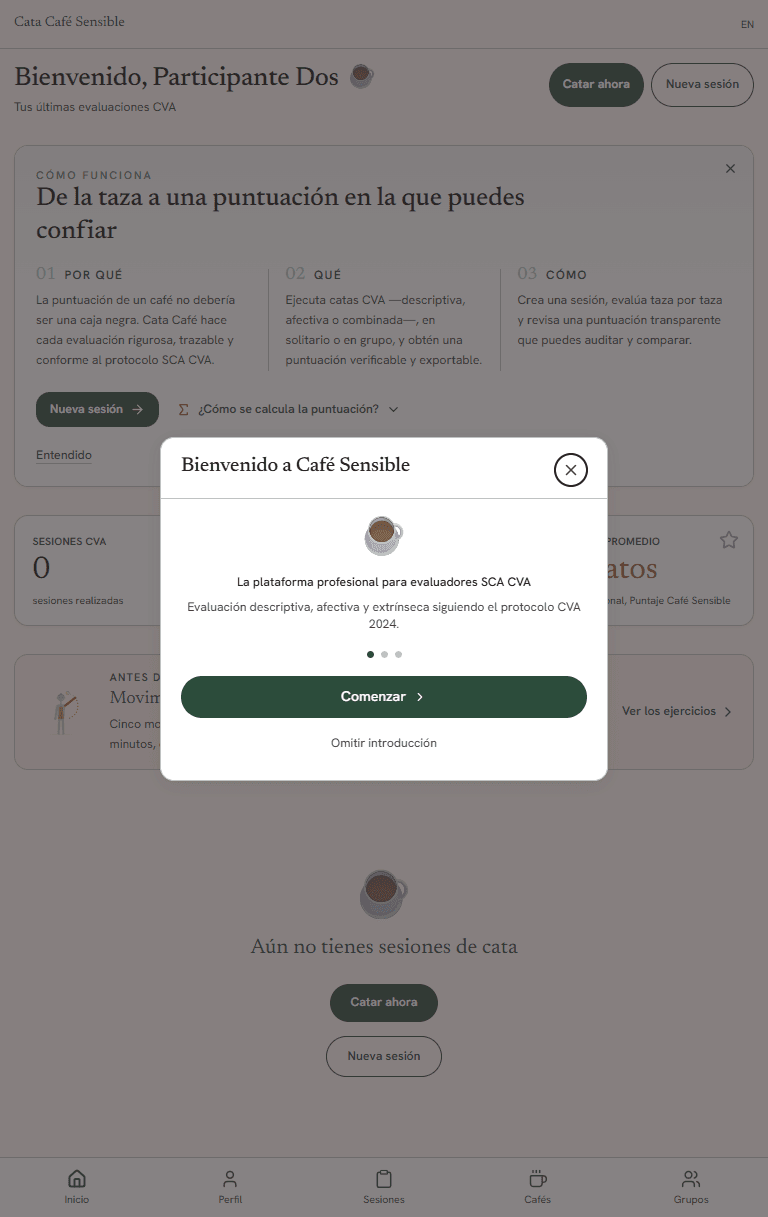 Cata Café Sensible
EN
Bienvenido, Participante Dos
Tus últimas evaluaciones CVA
Catar ahora
Nueva sesión
CÓMO FUNCIONA
De la taza a una puntuación en la que puedes
confiar
01 POR QUÉ
La puntuación de un café no debería
ser una caja negra. Cata Café hace
cada evaluación rigurosa, trazable y
conforme al protocolo SCA CVA.
02 QUÉ
Ejecuta catas CVA —descriptiva,
afectiva o combinada—, en
solitario o en grupo, y obtén una
puntuación verificable y exportable.
03 CÓMO
Crea una sesión, evalúa taza por taza
y revisa una puntuación transparente
que puedes auditar y comparar.
Nueva sesión
Σ ¿Cómo se calcula la puntuación?
Entendido
Bienvenido a Café Sensible
La plataforma profesional para evaluadores SCA CVA
Evaluación descriptiva, afectiva y extrínseca siguiendo el protocolo CVA
2024.
Comenzar
Omitir introducción
SESIONES CVA
0
sesiones realizadas
PROMEDIO
atos
nal, Puntaje Café Sensible
ANTES D
Movim
Cinco mo
minutos,
Ver los ejercicios
Aún no tienes sesiones de cata
Catar ahora
Nueva sesión
Inicio
Perfil
Sesiones
Cafés
Grupos